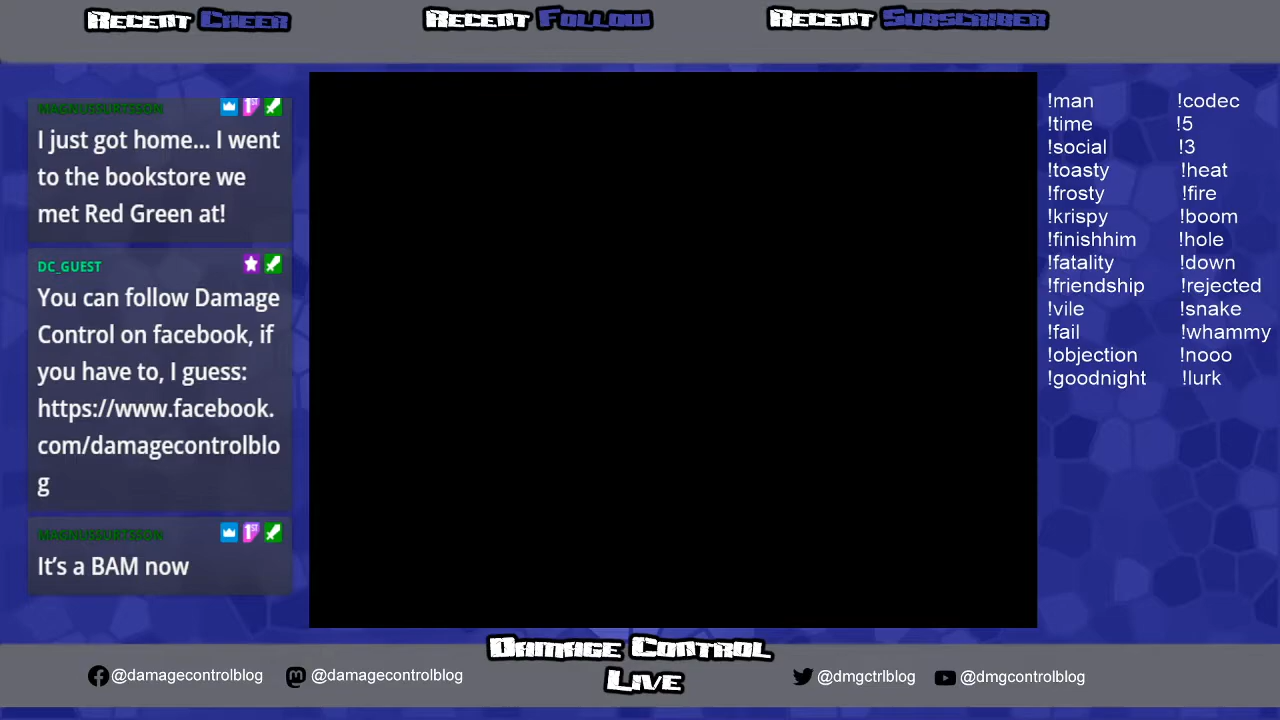 Recent Cheer
Recent Follow
Recent Subscriber
MAGNUSSURTESON
I just got home... I went
to the bookstore we
met Red Green at!
DC_GUEST
You can follow Damage
Control on facebook, if
you have to, I guess:
https://www.facebook.
com/damagecontrolblo
g
MAGNUSSURTESON
It's a BAM now
!man !codec
!time !5
!social !3
!toasty !heat
!frosty !fire
!krispy !boom
!finishhim !hole
!fatality !down
!friendship !rejected
!vile !snake
!fail !whammy
!objection !nooo
!goodnight !lurk
Damage Control
Live
@damagecontrolblog
@damagecontrolblog
@dmgctrlblog
@dmgcontrolblog